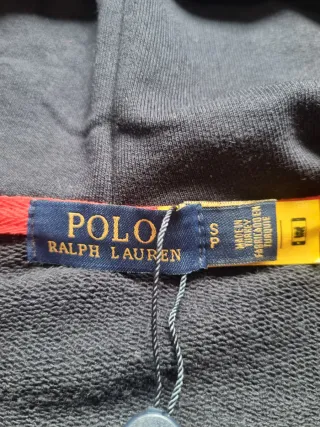 POLO
RALPH LAUREN
S
P
MADE IN
TURKEY
FABRIQUÉ EN
TURQUIE